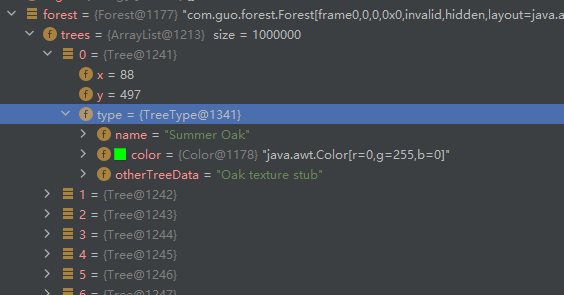 forest = {Forest@1177} "com.guo.forest.Forest[frame0,0,0,0x0,invalid,hidden,layout=java.a
trees = {ArrayList@1213} size = 1000000
0 = {Tree@1241}
x = 88
y = 497
type = {TreeType@1341}
name = "Summer Oak"
color = {Color@1178} "java.awt.Color[r=0,g=255,b=0]"
otherTreeData = "Oak texture stub"
1 = {Tree@1242}
2 = {Tree@1243}
3 = {Tree@1244}
4 = {Tree@1245}
5 = {Tree@1246}
6 = {Tree@1247}